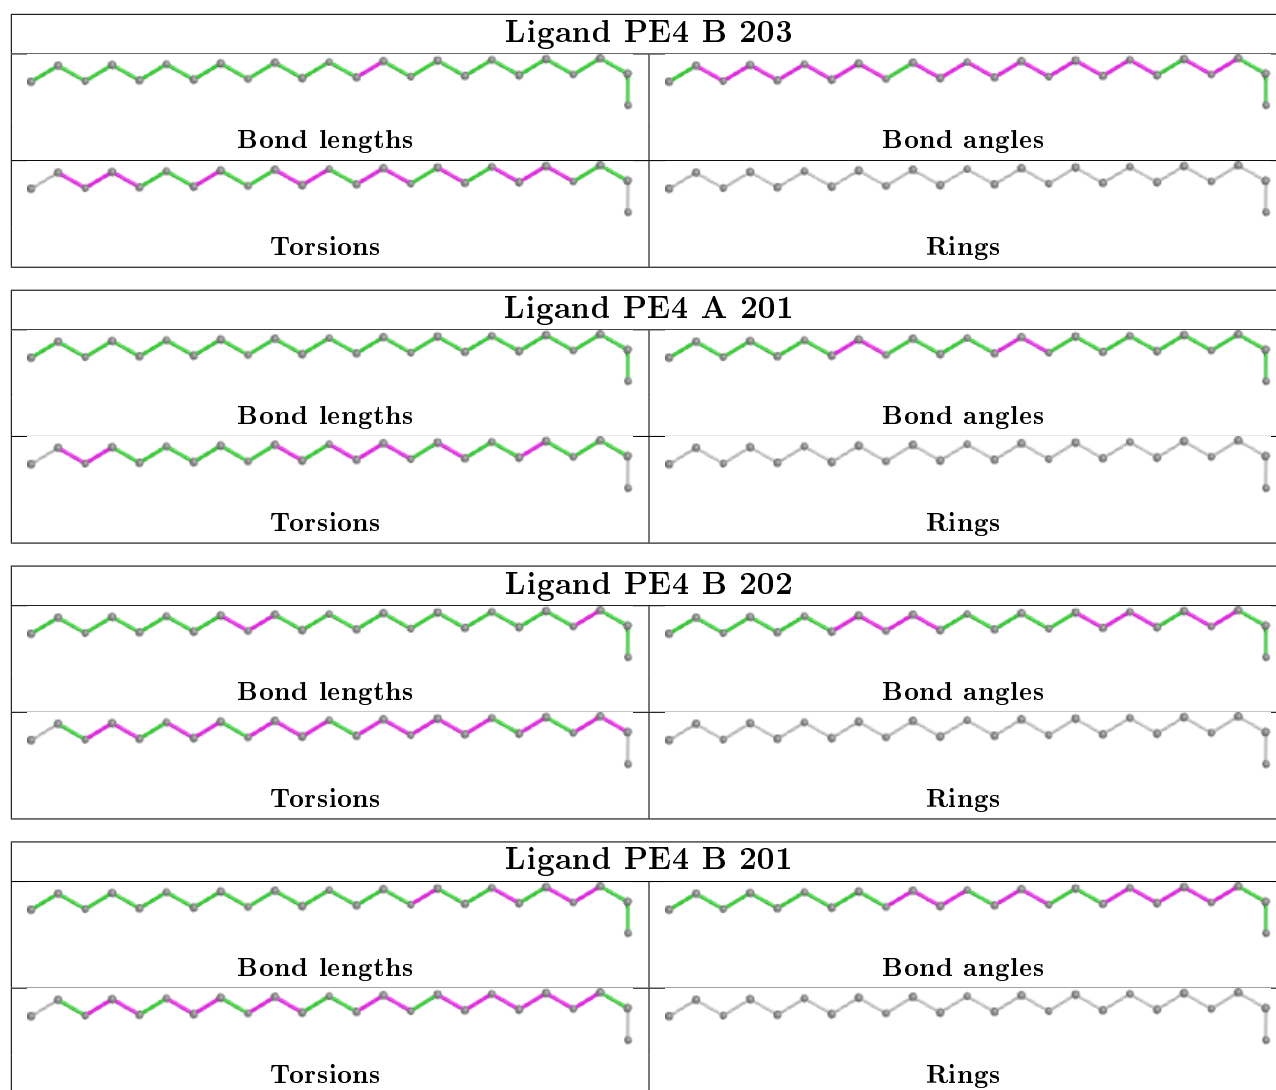 Ligand PE4 B 203
Bond lengths
Bond angles
Torsions
Rings
Ligand PE4 A 201
Bond lengths
Bond angles
Torsions
Rings
Ligand PE4 B 202
Bond lengths
Bond angles
Torsions
Rings
Ligand PE4 B 201
Bond lengths
Bond angles
Torsions
Rings